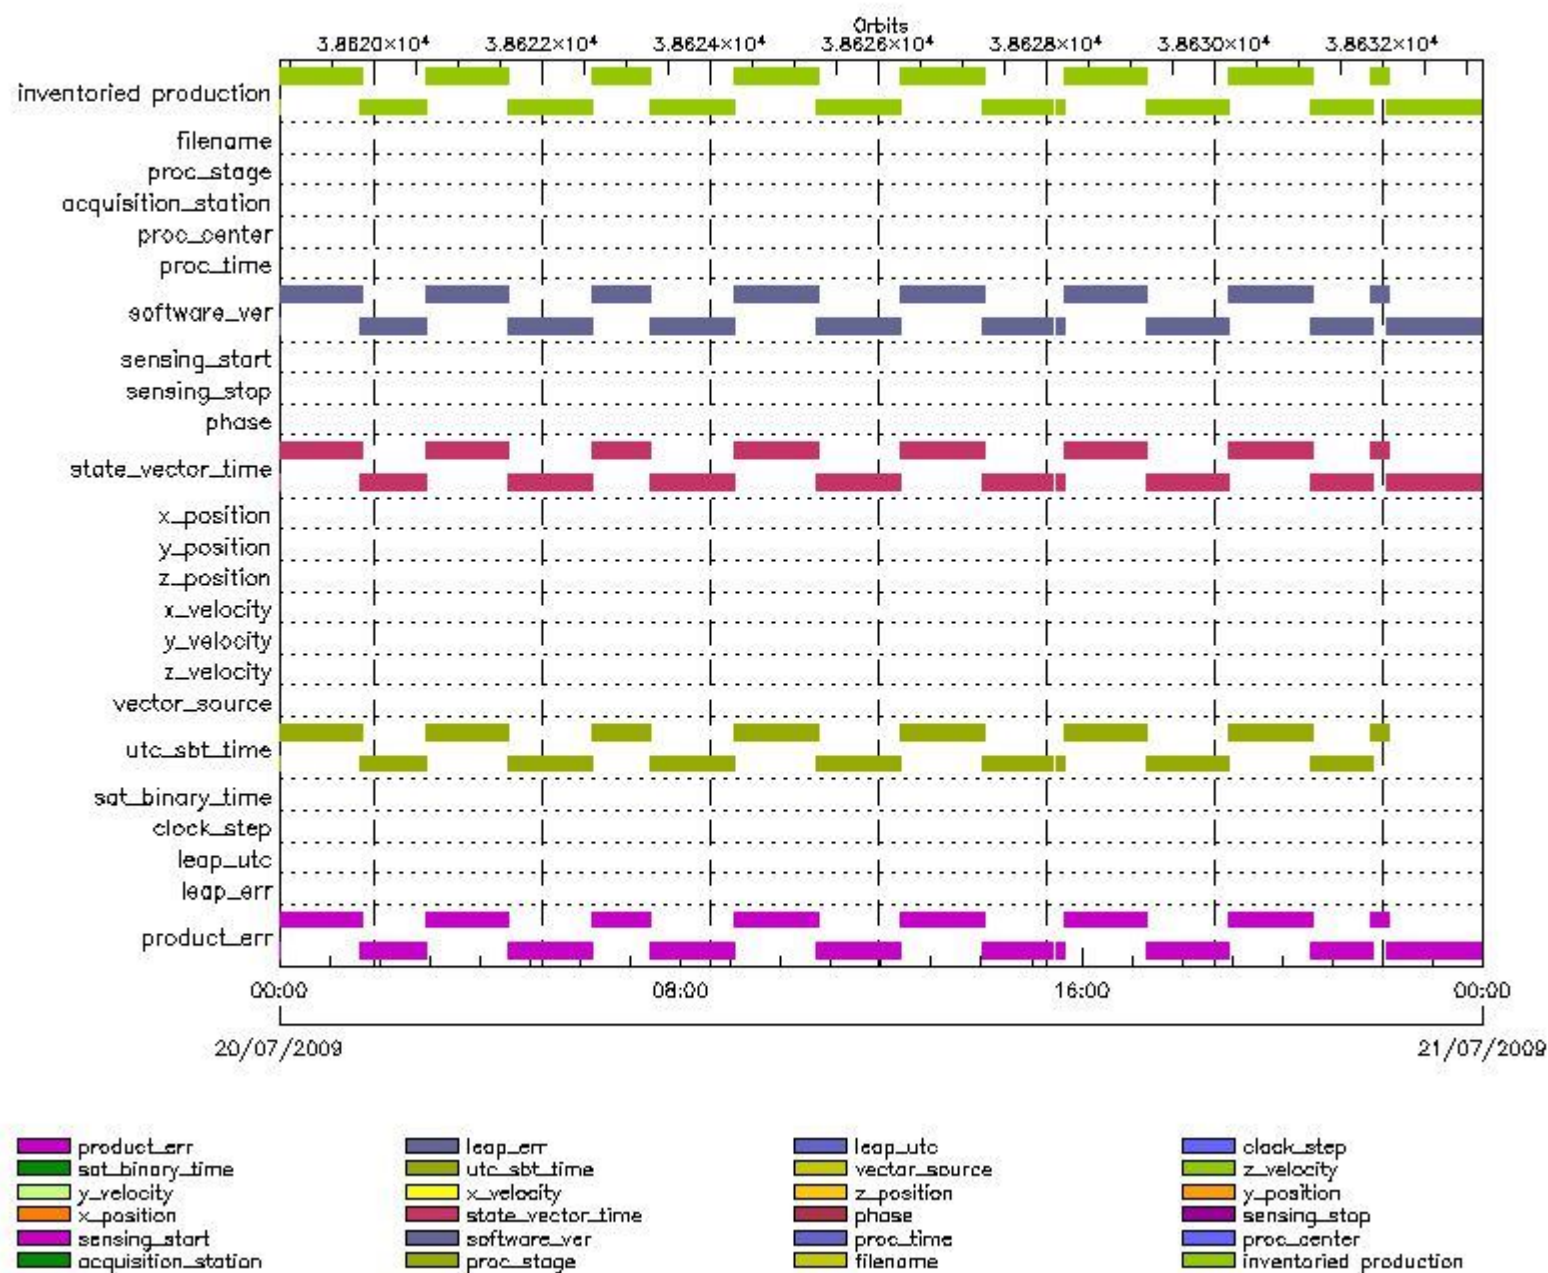 Orbits
3.8620×10⁴ 3.8622×10⁴ 3.8624×10⁴ 3.8626×10⁴ 3.8628×10⁴ 3.8630×10⁴ 3.8632×10⁴
inventoried production
filename
proc_stage
acquisition_station
proc_center
proc_time
software_ver
sensing_start
sensing_stop
phase
state_vector_time
x_position
y_position
z_position
x_velocity
y_velocity
z_velocity
vector_source
utc_sbt_time
sat_binary_time
clock_step
leap_utc
leap_err
product_err
00:00 08:00 16:00 00:00
20/07/2009 21/07/2009
product_err leap_err leap_utc clock_step
sat_binary_time utc_sbt_time vector_source z_velocity
y_velocity x_velocity z_position y_position
x_position state_vector_time phase sensing_stop
sensing_start software_ver proc_time proc_center
acquisition_station proc_stage filename inventoried production